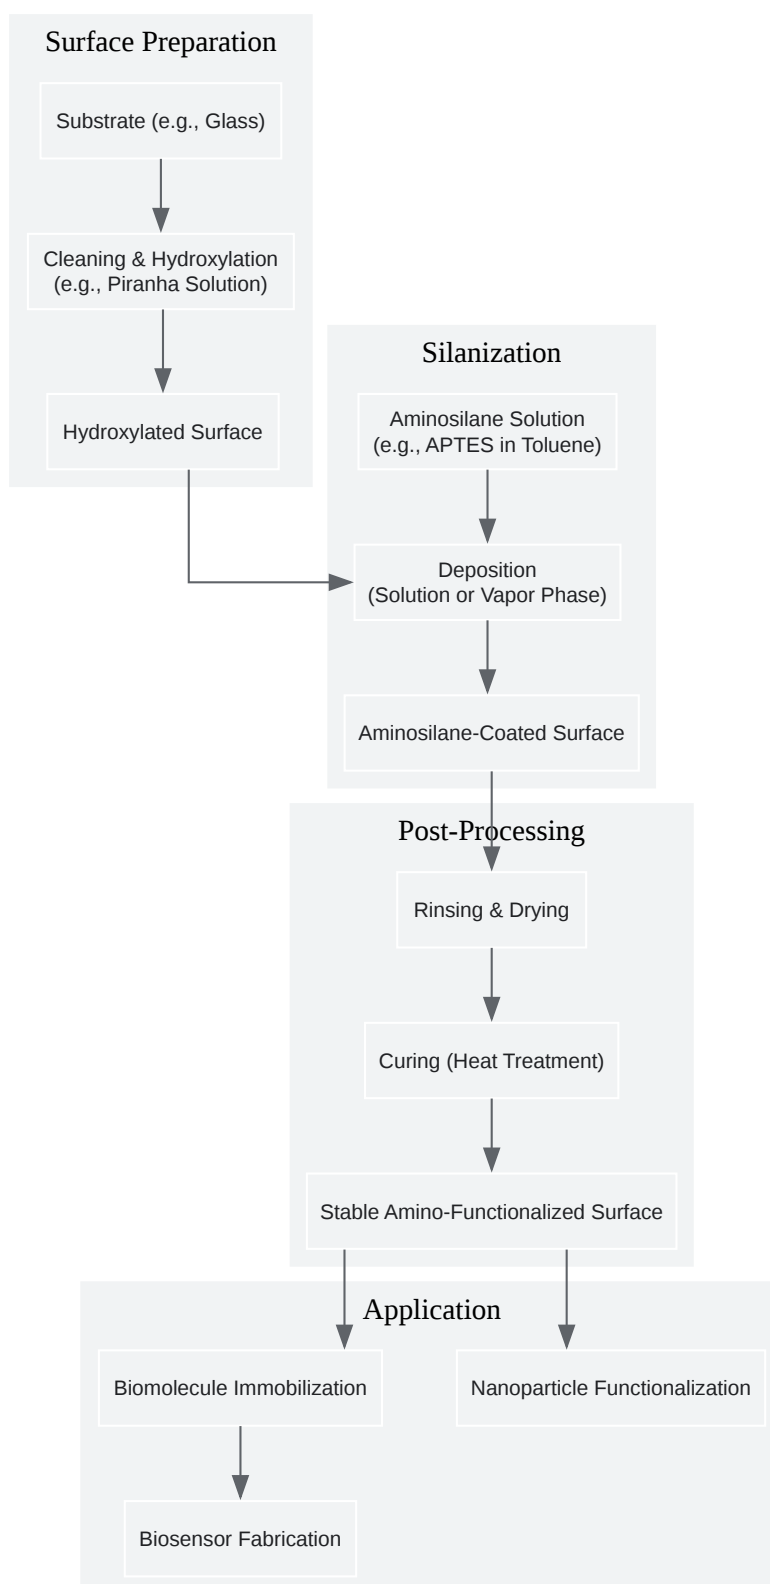 Surface Preparation
Substrate (e.g., Glass)
Cleaning & Hydroxylation
(e.g., Piranha Solution)
Hydroxylated Surface
Silanization
Aminosilane Solution
(e.g., APTES in Toluene)
Deposition
(Solution or Vapor Phase)
Aminosilane-Coated Surface
Post-Processing
Rinsing & Drying
Curing (Heat Treatment)
Stable Amino-Functionalized Surface
Application
Biomolecule Immobilization
Nanoparticle Functionalization
Biosensor Fabrication